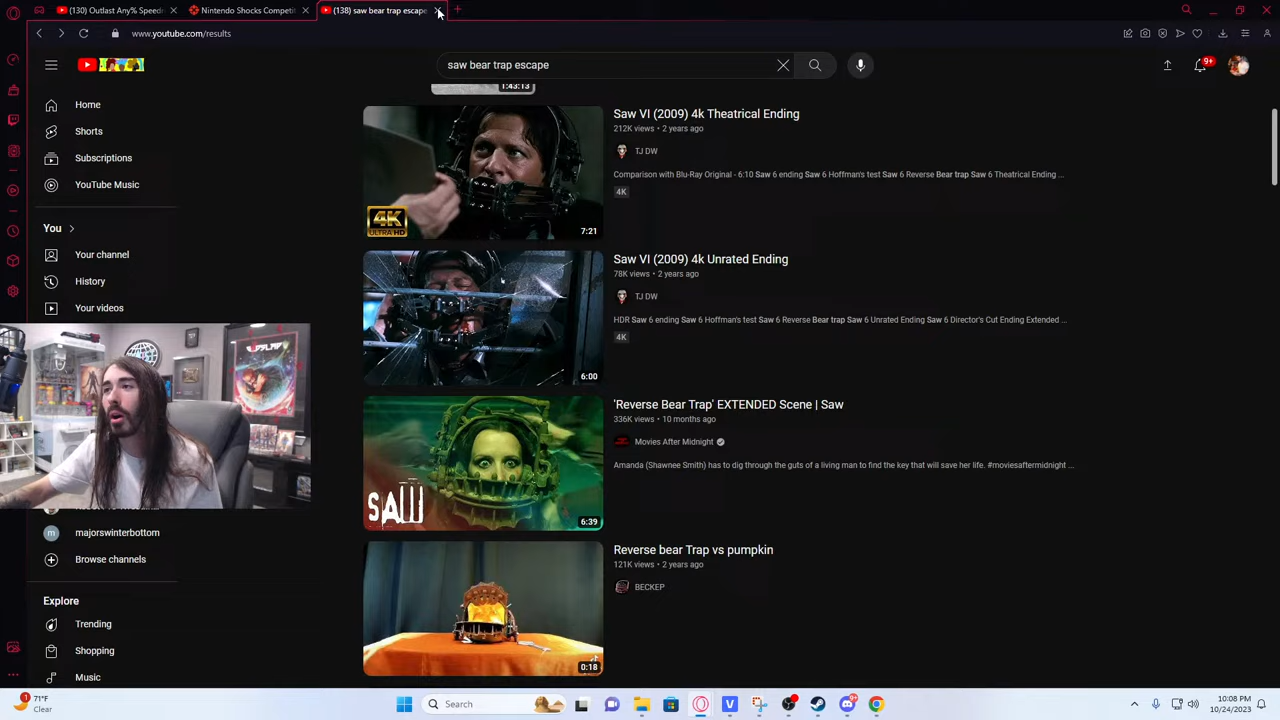 (130) Outlast Any% Speedr
Nintendo Shocks Competit
(138) saw bear trap escape
www.youtube.com/results
saw bear trap escape
9+
1:43:13
Home
Shorts
Subscriptions
YouTube Music
You
Your channel
History
Your videos
majorswinterbottom
m
Browse channels
Explore
Trending
Shopping
Music
4K
ULTRA HD
7:21
Saw VI (2009) 4k Theatrical Ending
212K views • 2 years ago
TJ DW
Comparison with Blu-Ray Original - 6:10 Saw 6 ending Saw 6 Hoffman's test Saw 6 Reverse Bear trap Saw 6 Theatrical Ending ...
4K
6:00
Saw VI (2009) 4k Unrated Ending
78K views • 2 years ago
TJ DW
HDR Saw 6 ending Saw 6 Hoffman's test Saw 6 Reverse Bear trap Saw 6 Unrated Ending Saw 6 Director's Cut Ending Extended ...
4K
SAW
6:39
'Reverse Bear Trap' EXTENDED Scene | Saw
336K views • 10 months ago
Movies After Midnight
Amanda (Shawnee Smith) has to dig through the guts of a living man to find the key that will save her life. #moviesaftermidnight ...
0:18
Reverse bear Trap vs pumpkin
121K views • 2 years ago
BECKEP
1
71°F
Clear
Search
9+
10:08 PM
10/24/2023